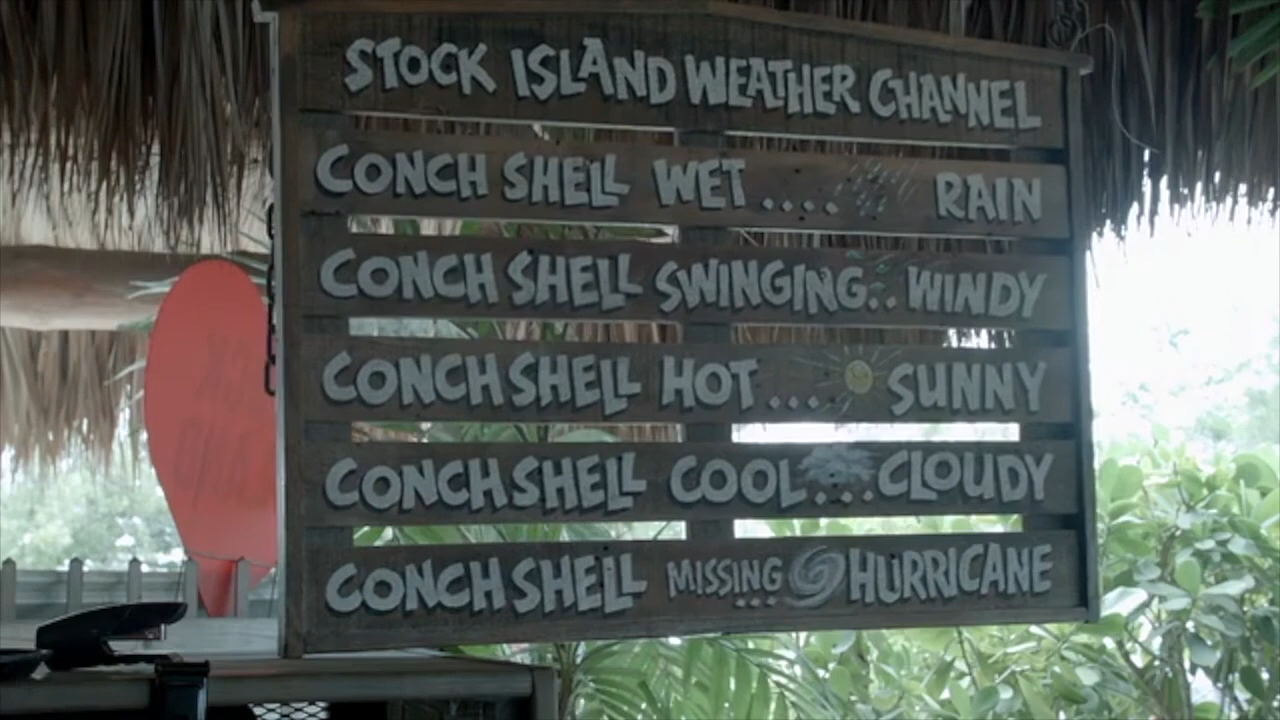 STOCK ISLAND WEATHER CHANNEL
CONCH SHELL WET .... RAIN
CONCH SHELL SWINGING.. WINDY
CONCH SHELL HOT... SUNNY
CONCH SHELL COOL... CLOUDY
CONCH SHELL MISSING... HURRICANE